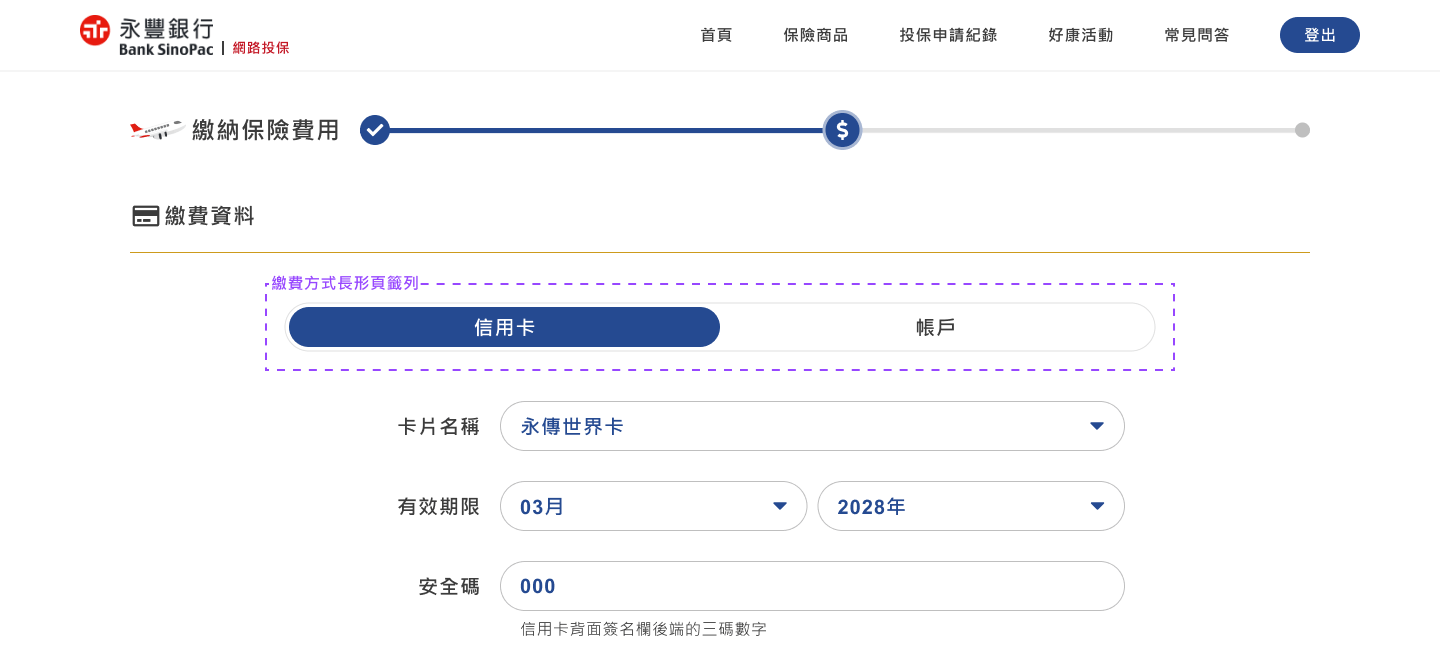 永豐銀行
Bank SinoPac | 網路投保
首頁 保險商品 投保申請紀錄 好康活動 常見問答 登出
繳納保險費用
繳費資料
繳費方式長形頁籤列
信用卡 帳戶
卡片名稱 永傳世界卡
有效期限 03月 2028年
安全碼 000
信用卡背面簽名欄後端的三碼數字